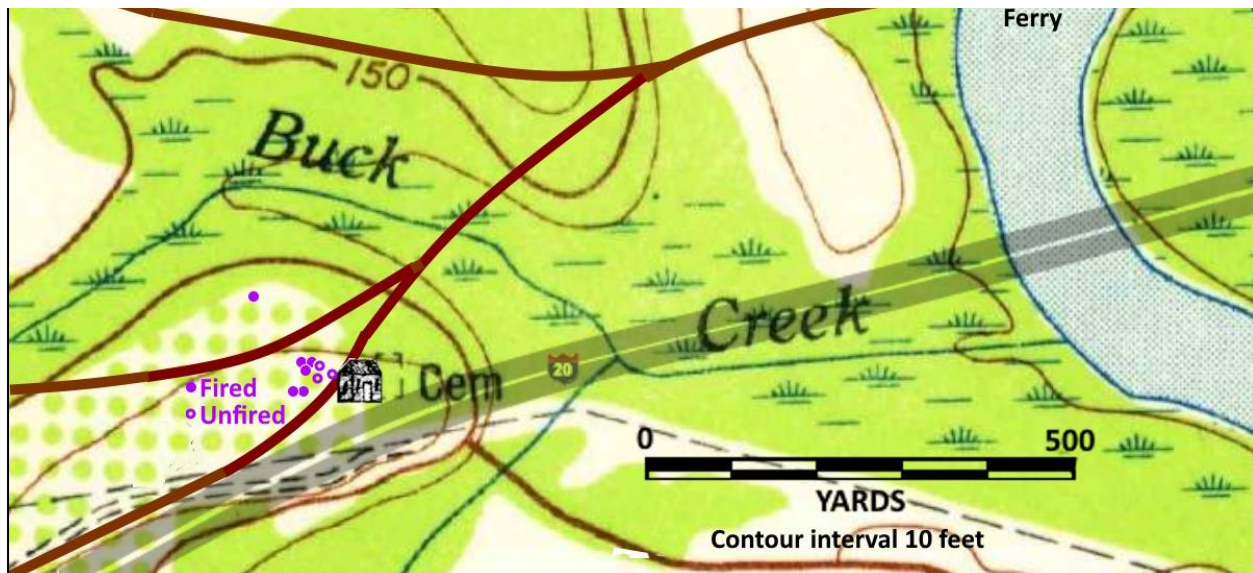 Ferry
150
Buck
Creek
20
Cem
Fired
Unfired
0 500
YARDS
Contour interval 10 feet